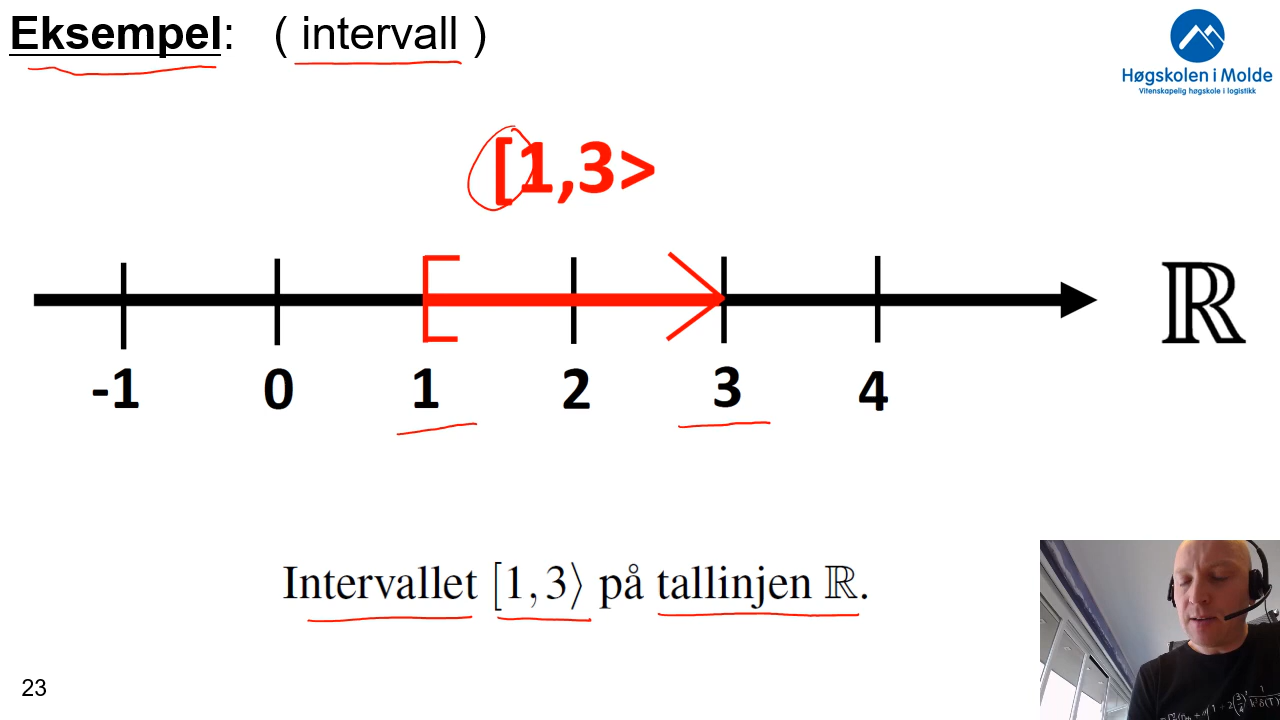 Eksempel: ( intervall )
Høgskolen i Molde
Vitenskapelig høgskole i logistikk
[1,3>
ℝ
-1 0 1 2 3 4
Intervallet [1, 3⟩ på tallinjen ℝ.
23